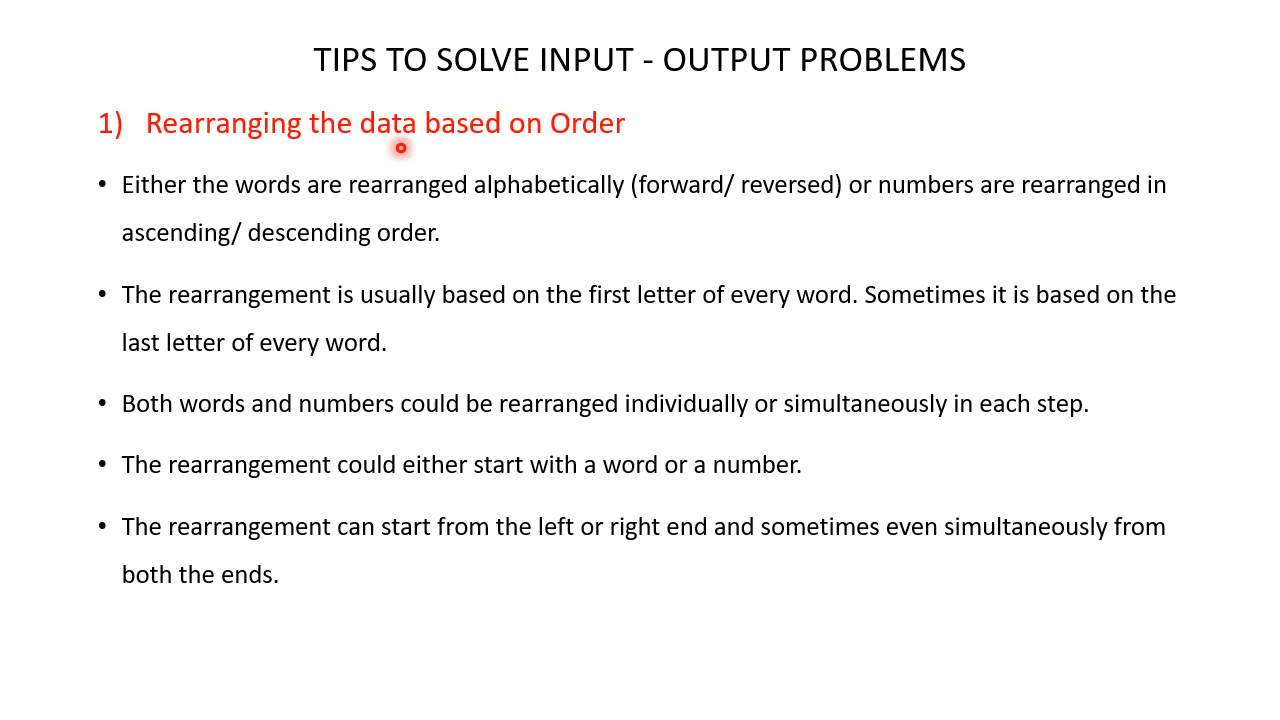 TIPS TO SOLVE INPUT - OUTPUT PROBLEMS
1) Rearranging the data based on Order
• Either the words are rearranged alphabetically (forward/ reversed) or numbers are rearranged in
ascending/ descending order.
• The rearrangement is usually based on the first letter of every word. Sometimes it is based on the
last letter of every word.
• Both words and numbers could be rearranged individually or simultaneously in each step.
• The rearrangement could either start with a word or a number.
• The rearrangement can start from the left or right end and sometimes even simultaneously from
both the ends.